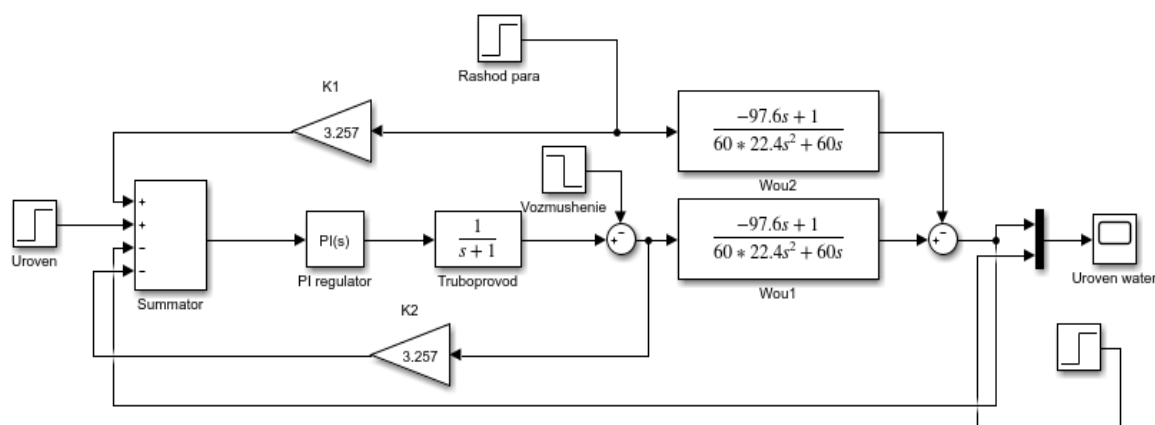 Rashod para
K1
3.257
−97.6s + 1
60 * 22.4s² + 60s
Wou2
Vozmushenie
+
+
−
−
Uroven
Summator
PI(s)
PI regulator
1
s + 1
Truboprovod
+ −
−97.6s + 1
60 * 22.4s² + 60s
Wou1
+ −
Uroven water
K2
3.257